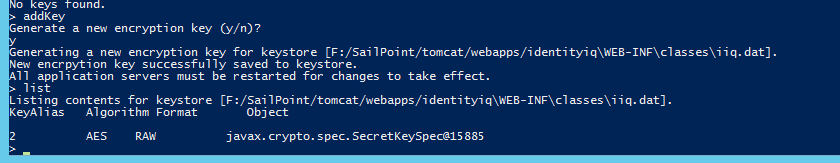 No keys found.
> addKey
Generate a new encryption key (y/n)?
y
Generating a new encryption key for keystore [F:/SailPoint/tomcat/webapps/identityiq\WEB-INF\classes\iiq.dat].
New encrpytion key successfully saved to keystore.
All application servers must be restarted for changes to take effect.
> list
Listing contents for keystore [F:/SailPoint/tomcat/webapps/identityiq\WEB-INF\classes\iiq.dat].
KeyAlias Algorithm Format Object
2 AES RAW javax.crypto.spec.SecretKeySpec@15885
>